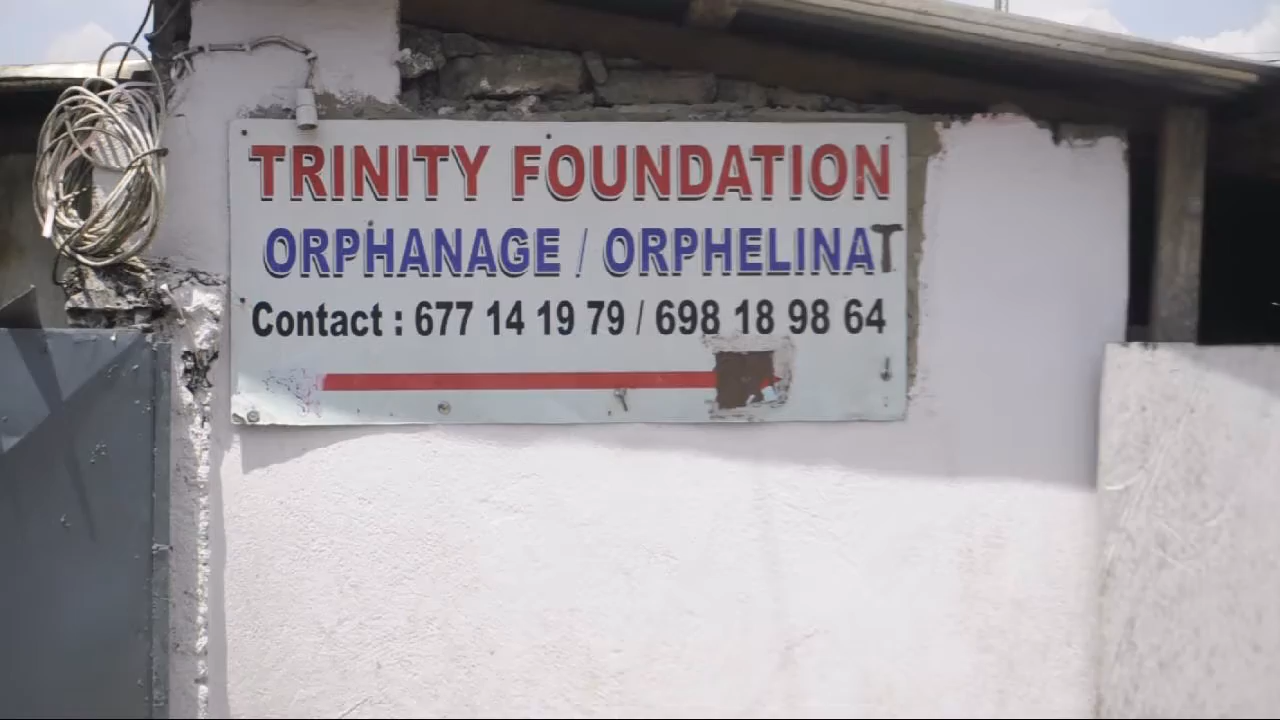 TRINITY FOUNDATION
ORPHANAGE / ORPHELINAT
Contact : 677 14 19 79 / 698 18 98 64